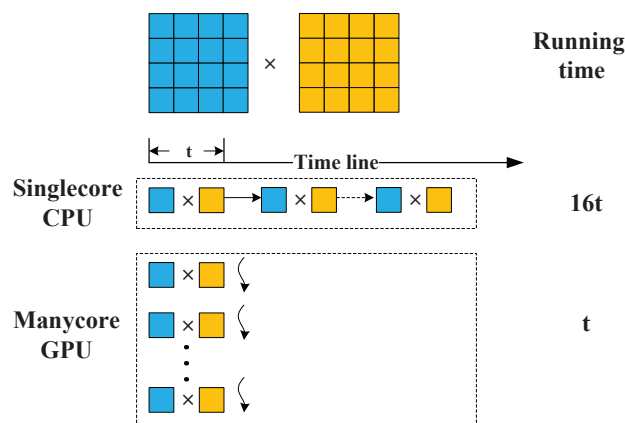 ×
Running
time
t
Time line
Singlecore
CPU
× × ×
16t
×
Manycore
GPU
×
t
×